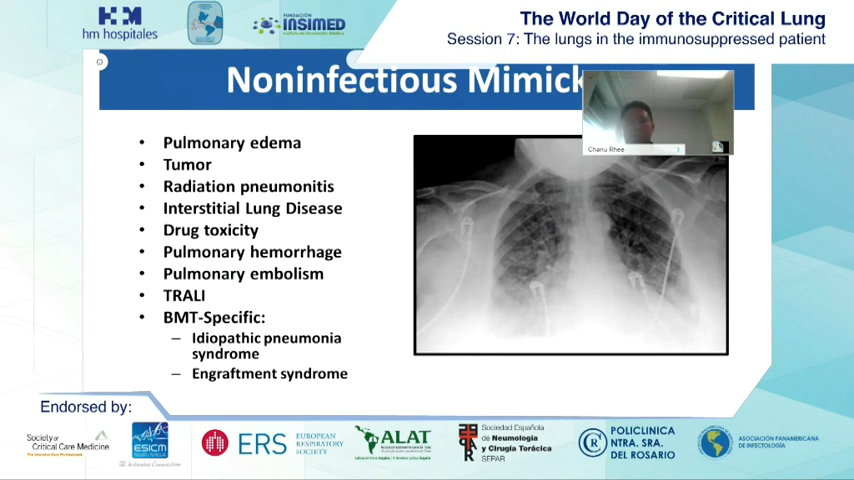 hm hospitales
FUNDACIÓN
INSIMED
The World Day of the Critical Lung
Session 7: The lungs in the immunosuppressed patient
Noninfectious Mimick
Chanu Rhee
• Pulmonary edema
• Tumor
• Radiation pneumonitis
• Interstitial Lung Disease
• Drug toxicity
• Pulmonary hemorrhage
• Pulmonary embolism
• TRALI
• BMT-Specific:
– Idiopathic pneumonia
syndrome
– Engraftment syndrome
Endorsed by:
Society of
Critical Care Medicine
ESICM
ERS
EUROPEAN
RESPIRATORY
SOCIETY
ALAT
Sociedad Española
de Neumología
y Cirugía Torácica
SEPAR
POLICLINICA
NTRA. SRA.
DEL ROSARIO
ASOCIACIÓN PANAMERICANA
DE INFECTOLOGÍA